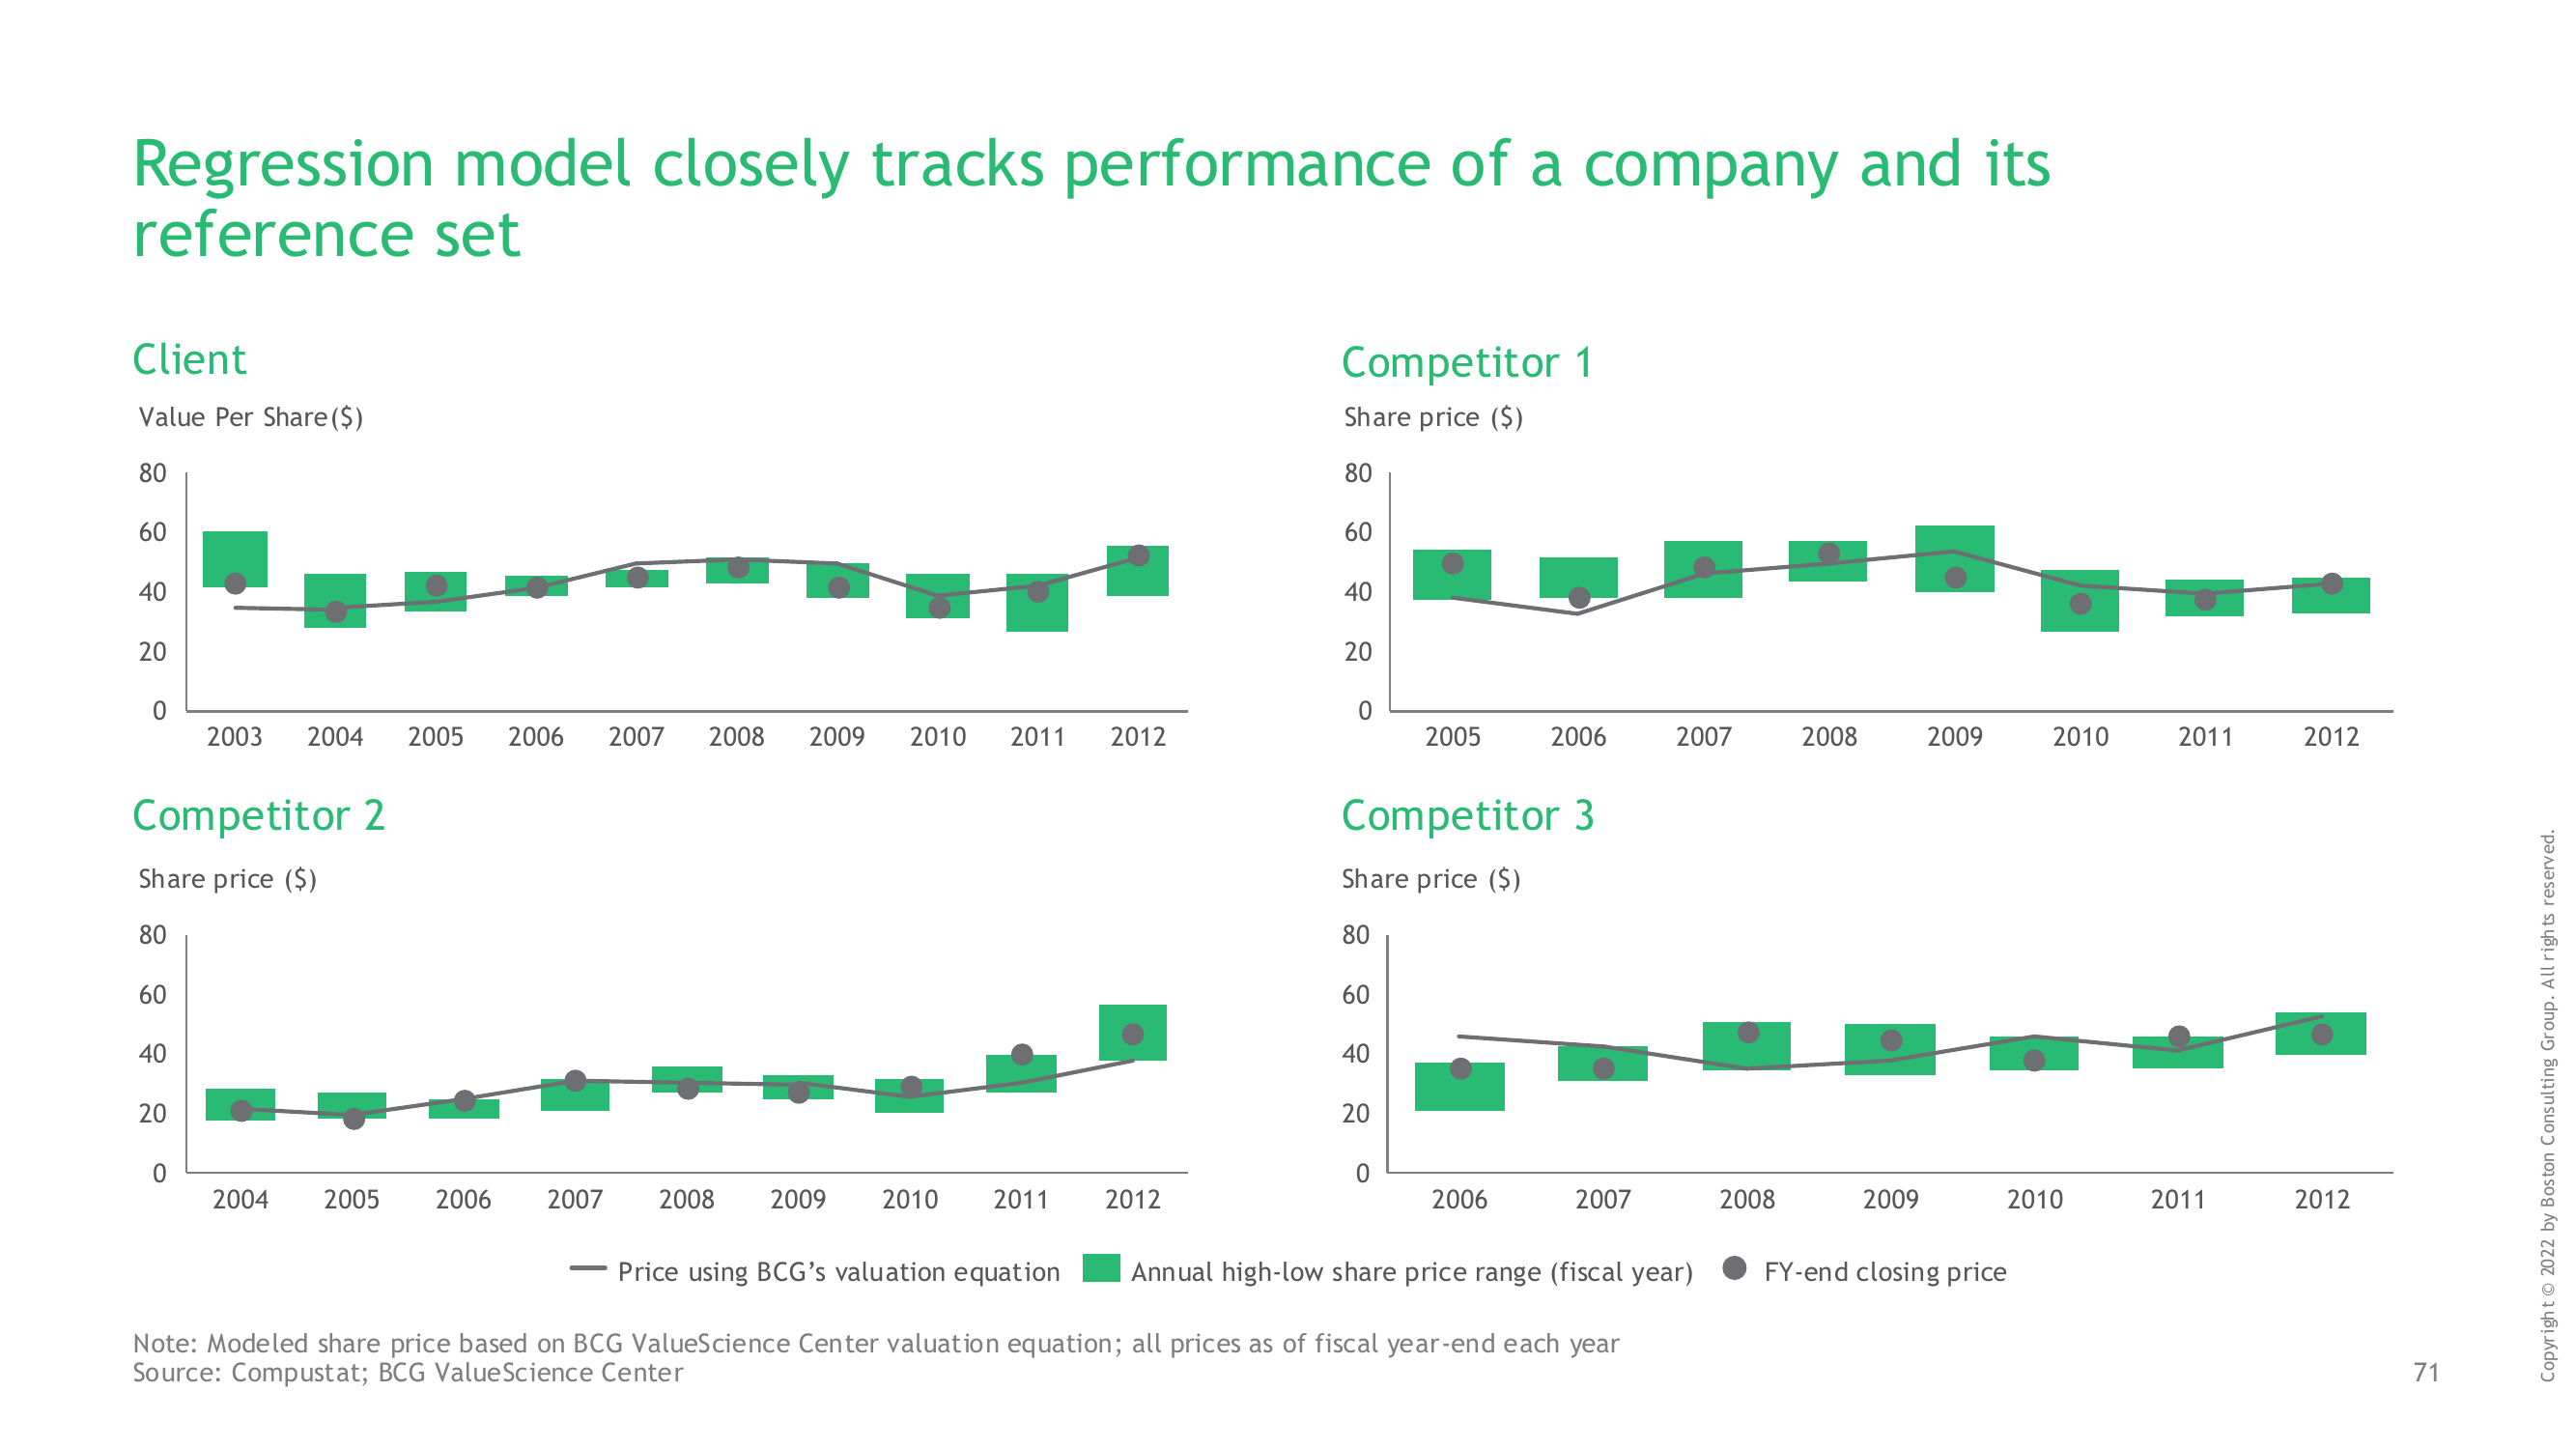 Regression model closely tracks performance of a company and its
reference set
Client
Value Per Share($)
80
60
40
20
0
2003 2004 2005 2006 2007 2008 2009 2010 2011 2012
Competitor 1
Share price ($)
80
60
40
20
0
2005 2006 2007 2008 2009 2010 2011 2012
Competitor 2
Share price ($)
80
60
40
20
0
2004 2005 2006 2007 2008 2009 2010 2011 2012
Competitor 3
Share price ($)
80
60
40
20
0
2006 2007 2008 2009 2010 2011 2012
Price using BCG’s valuation equation Annual high-low share price range (fiscal year) FY-end closing price
Note: Modeled share price based on BCG ValueScience Center valuation equation; all prices as of fiscal year-end each year
Source: Compustat; BCG ValueScience Center
71
Copyright © 2022 by Boston Consulting Group. All rights reserved.